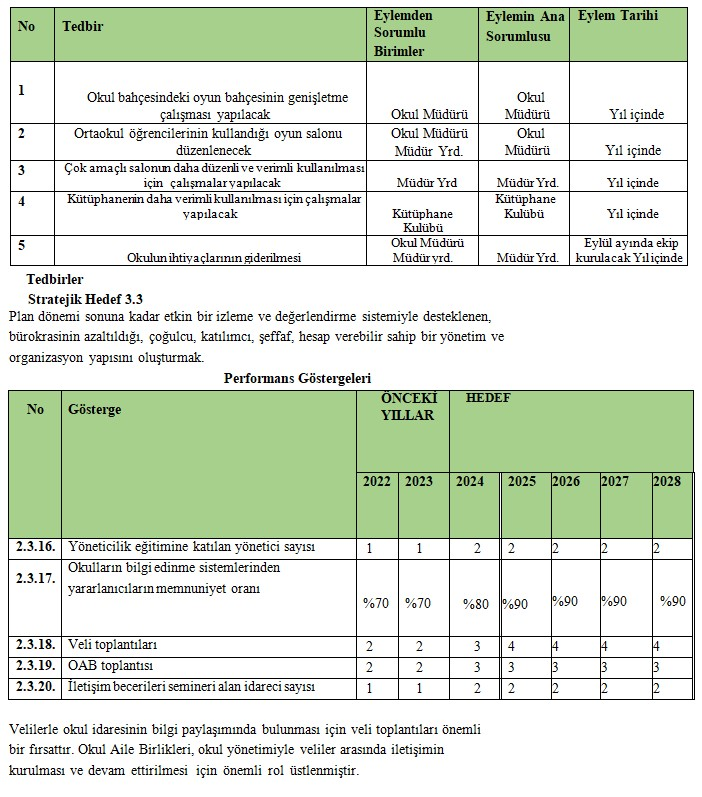 No Tedbir Eylemden Sorumlu Birimler Eylemin Ana Sorumlusu Eylem Tarihi
1 Okul bahçesindeki oyun bahçesinin genişletme çalışması yapılacak Okul Müdürü Okul Müdürü Yıl içinde
2 Ortaokul öğrencilerinin kullandığı oyun salonu düzenlenecek Okul Müdürü Müdür Yrd. Okul Müdürü Yıl içinde
3 Çok amaçlı salonun daha düzenli ve verimli kullanılması için çalışmalar yapılacak Müdür Yrd Müdür Yrd. Yıl içinde
4 Kütüphanenin daha verimli kullanılması için çalışmalar yapılacak Kütüphane Kulübü Kütüphane Kulübü Yıl içinde
5 Okulun ihtiyaçlarının giderilmesi Okul Müdürü Müdür yrd. Müdür Yrd. Eylül ayında ekip kurulacak Yıl içinde
Tedbirler
Stratejik Hedef 3.3
Plan dönemi sonuna kadar etkin bir izleme ve değerlendirme sistemiyle desteklenen,
bürokrasinin azaltıldığı, çoğulcu, katılımcı, şeffaf, hesap verebilir sahip bir yönetim ve
organizasyon yapısını oluşturmak.
Performans Göstergeleri
No Gösterge ÖNCEKİ YILLAR HEDEF
2022 2023 2024 2025 2026 2027 2028
2.3.16. Yöneticilik eğitimine katılan yönetici sayısı 1 1 2 2 2 2 2
2.3.17. Okulların bilgi edinme sistemlerinden yararlanıcıların memnuniyet oranı %70 %70 %80 %90 %90 %90 %90
2.3.18. Veli toplantıları 2 2 3 4 4 4 4
2.3.19. OAB toplantısı 2 2 3 3 3 3 3
2.3.20. İletişim becerileri semineri alan idareci sayısı 1 1 2 2 2 2 2
Velilerle okul idaresinin bilgi paylaşımında bulunması için veli toplantıları önemli
bir fırsattır. Okul Aile Birlikleri, okul yönetimiyle veliler arasında iletişimin
kurulması ve devam ettirilmesi için önemli rol üstlenmiştir.